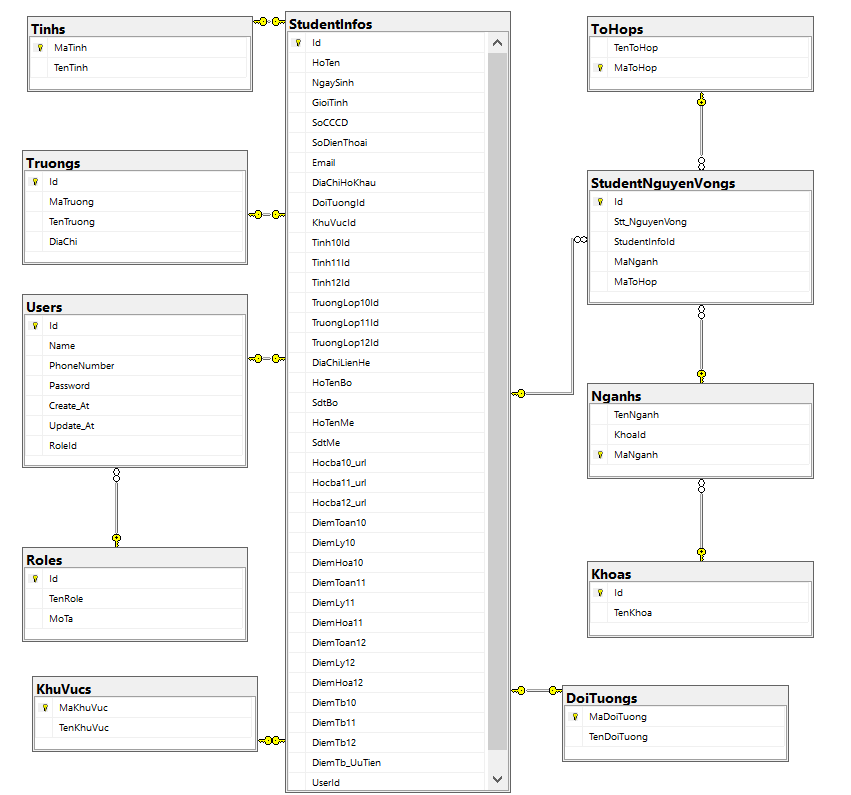 Tinhs
MaTinh
TenTinh
Truongs
Id
MaTruong
TenTruong
DiaChi
Users
Id
Name
PhoneNumber
Password
Create_At
Update_At
RoleId
Roles
Id
TenRole
MoTa
KhuVucs
MaKhuVuc
TenKhuVuc
StudentInfos
Id
HoTen
NgaySinh
GioiTinh
SoCCCD
SoDienThoai
Email
DiaChiHoKhau
DoiTuongId
KhuVucId
Tinh10Id
Tinh11Id
Tinh12Id
TruongLop10Id
TruongLop11Id
TruongLop12Id
DiaChiLienHe
HoTenBo
SdtBo
HoTenMe
SdtMe
Hocba10_url
Hocba11_url
Hocba12_url
DiemToan10
DiemLy10
DiemHoa10
DiemToan11
DiemLy11
DiemHoa11
DiemToan12
DiemLy12
DiemHoa12
DiemTb10
DiemTb11
DiemTb12
DiemTb_UuTien
UserId
ToHops
TenToHop
MaToHop
StudentNguyenVongs
Id
Stt_NguyenVong
StudentInfoId
MaNganh
MaToHop
Nganhs
TenNganh
KhoaId
MaNganh
Khoas
Id
TenKhoa
DoiTuongs
MaDoiTuong
TenDoiTuong